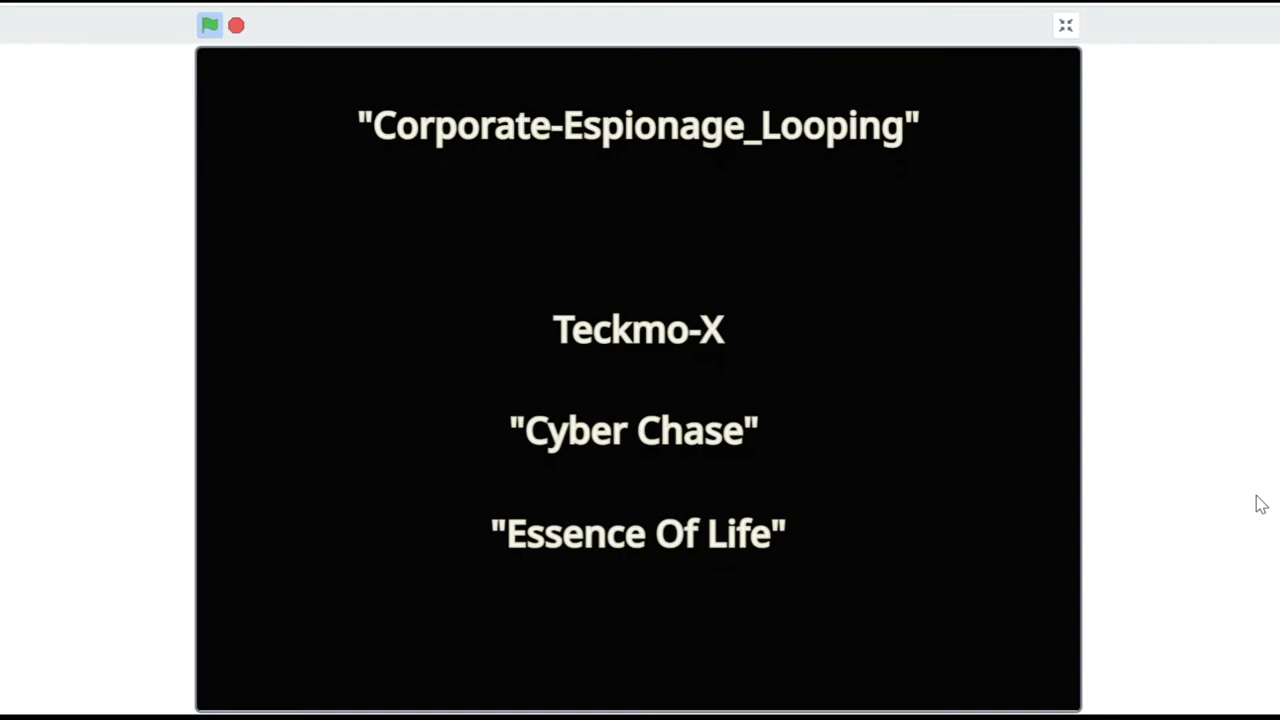 "Corporate-Espionage_Looping"
Teckmo-X
"Cyber Chase"
"Essence Of Life"